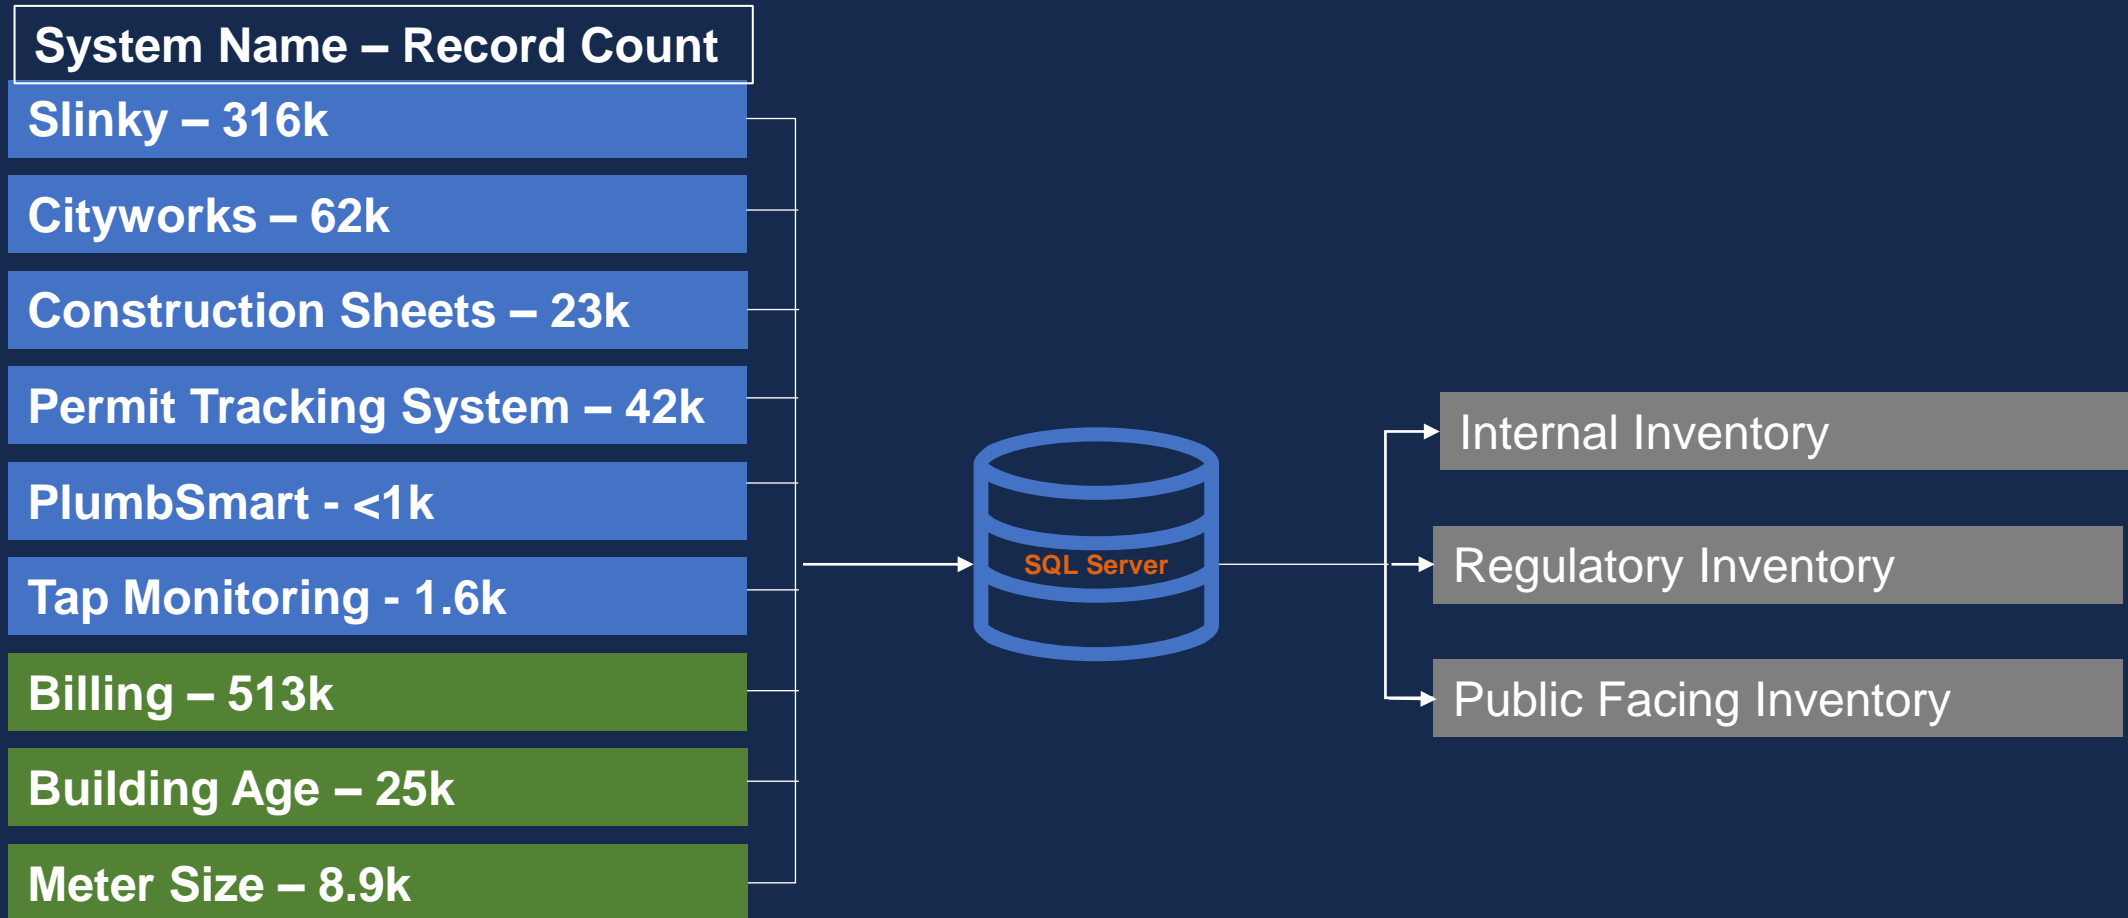 System Name – Record Count
Slinky – 316k
Cityworks – 62k
Construction Sheets – 23k
Permit Tracking System – 42k
PlumbSmart - <1k
Tap Monitoring - 1.6k
Billing – 513k
Building Age – 25k
Meter Size – 8.9k
SQL Server
Internal Inventory
Regulatory Inventory
Public Facing Inventory